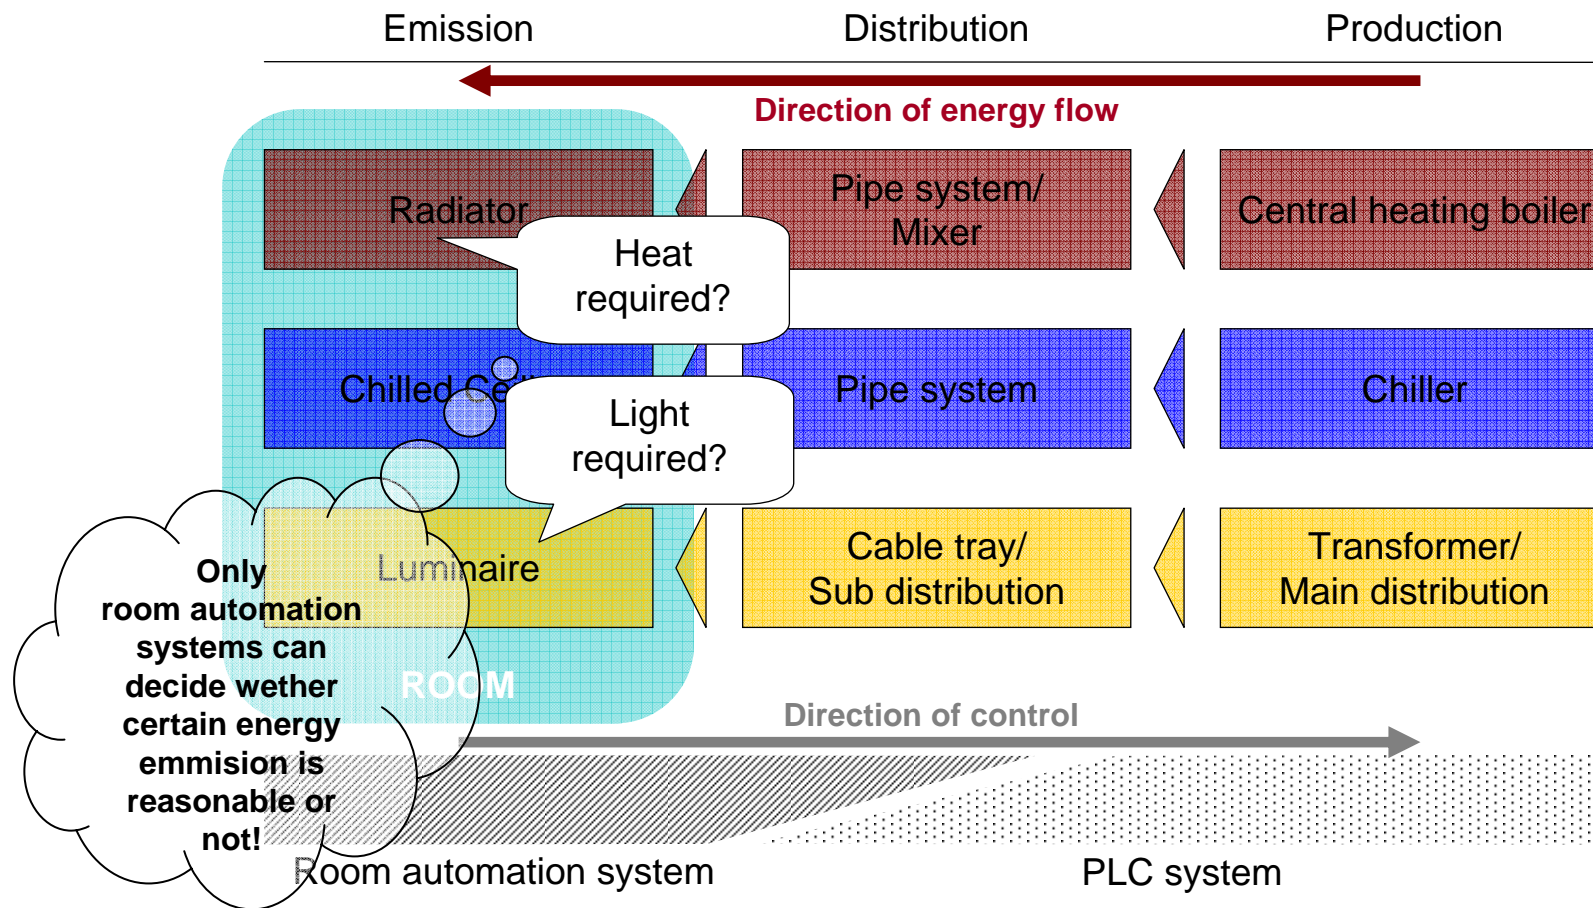 Emission
Distribution
Production
Direction of energy flow
Radiator
Pipe system/
Mixer
Central heating boiler
Heat
required?
Chilled
Pipe system
Chiller
Light
required?
Luminaire
Cable tray/
Sub distribution
Transformer/
Main distribution
Only
room automation
systems can
decide wether
certain energy
emmision is
reasonable or
not!
ROOM
Direction of control
Room automation system
PLC system